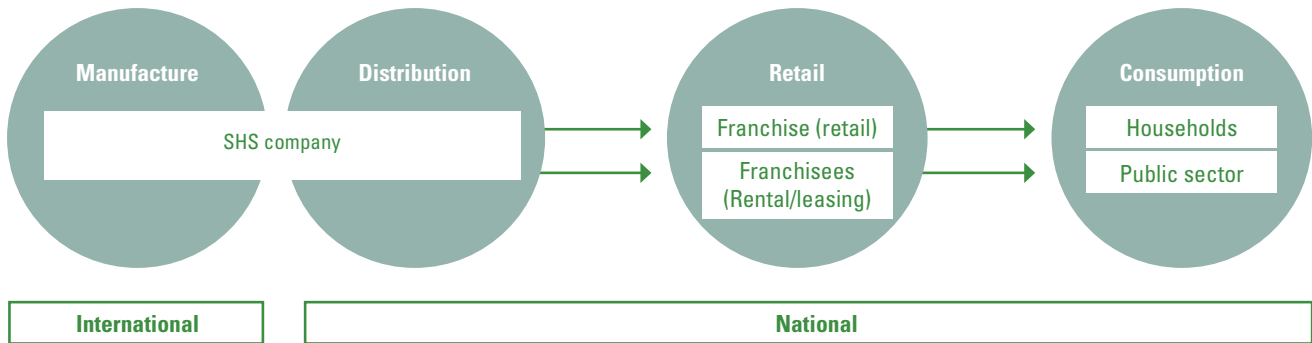 Manufacture
Distribution
Retail
Consumption
SHS company
Franchise (retail)
Franchisees
(Rental/leasing)
Households
Public sector
International
National